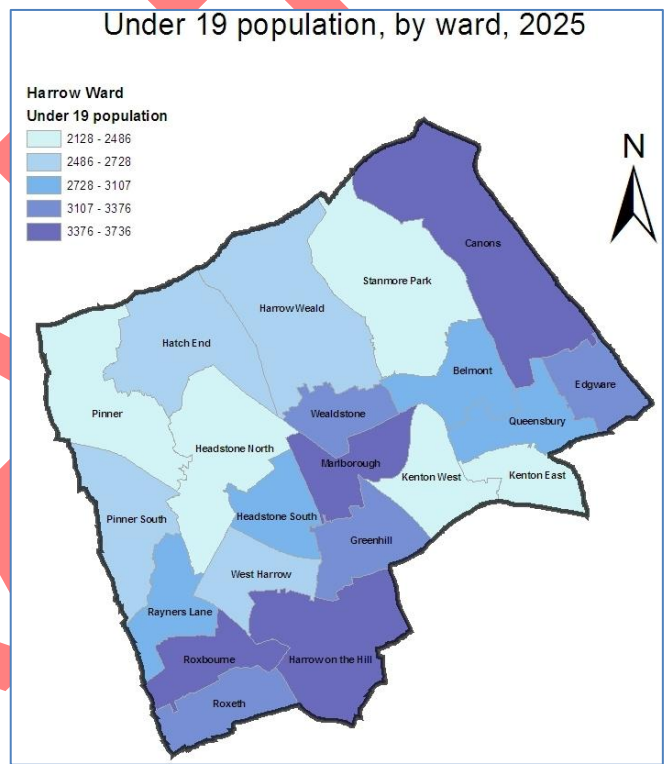 Under 19 population, by ward, 2025
Harrow Ward
Under 19 population
2128 - 2486
2486 - 2728
2728 - 3107
3107 - 3376
3376 - 3736
N
Canons
Stanmore Park
Harrow Weald
Hatch End
Belmont
Edgware
Pinner
Wealdstone
Queensbury
Headstone North
Marlborough
Kenton West
Kenton East
Pinner South
Headstone South
Greenhill
West Harrow
Rayners Lane
Roxbourne
Harrow on the Hill
Roxeth